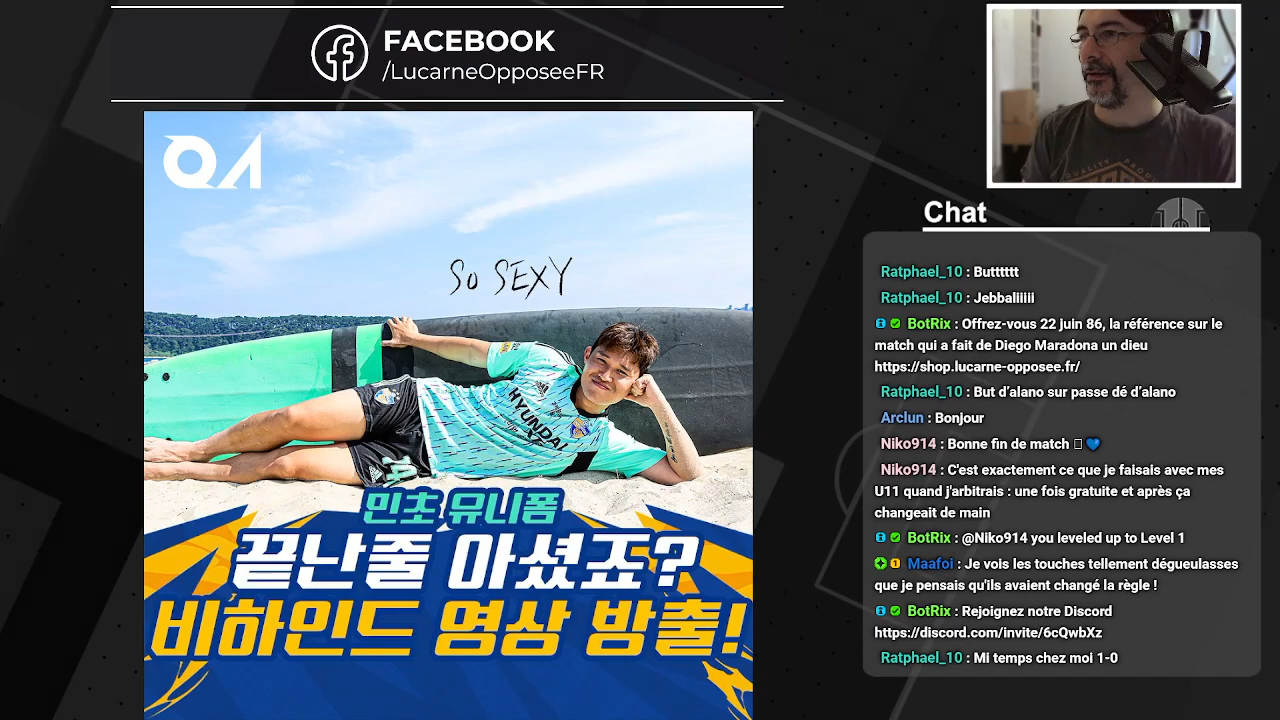 FACEBOOK
/LucarneOpposeeFR
SO SEXY
HYUNDAI
민초 유니폼
끝난줄 아셨죠?
비하인드 영상 방출!
QUALITY PRODU
Chat
Ratphael_10 : Butttttt
Ratphael_10 : Jebbaliiiii
BotRix : Offrez-vous 22 juin 86, la référence sur le
match qui a fait de Diego Maradona un dieu
https://shop.lucarne-opposee.fr/
Ratphael_10 : But d’alano sur passe dé d’alano
Arclun : Bonjour
Niko914 : Bonne fin de match 💙
Niko914 : C'est exactement ce que je faisais avec mes
U11 quand j'arbitrais : une fois gratuite et après ça
changeait de main
BotRix : @Niko914 you leveled up to Level 1
Maafoi : Je vois les touches tellement dégueulasses
que je pensais qu'ils avaient changé la règle !
BotRix : Rejoignez notre Discord
https://discord.com/invite/6cQwbXz
Ratphael_10 : Mi temps chez moi 1-0